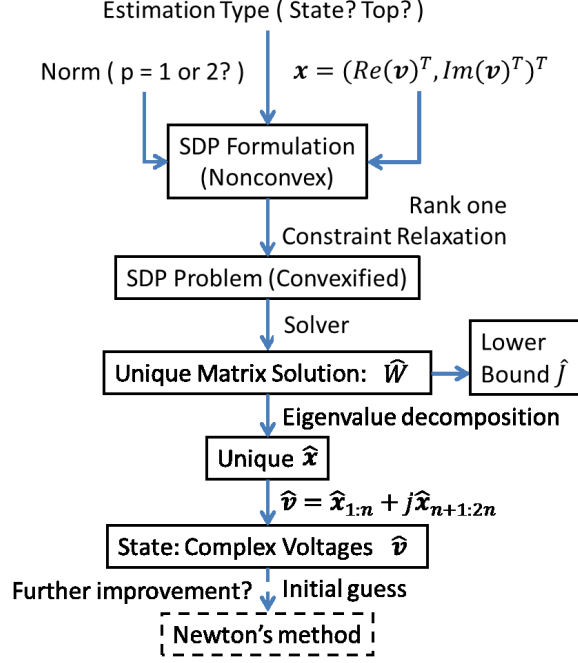 Estimation Type ( State? Top? )
Norm ( p = 1 or 2? )
𝒙 = (Re(𝒗)ᵀ, Im(𝒗)ᵀ)ᵀ
SDP Formulation
(Nonconvex)
Rank one
Constraint Relaxation
SDP Problem (Convexified)
Solver
Unique Matrix Solution: Ŵ
Lower
Bound Ĵ
Eigenvalue decomposition
Unique 𝒙̂
𝒗̂ = 𝒙̂₁:ₙ + j𝒙̂ₙ₊₁:₂ₙ
State: Complex Voltages 𝒗̂
Further improvement?
Initial guess
Newton's method